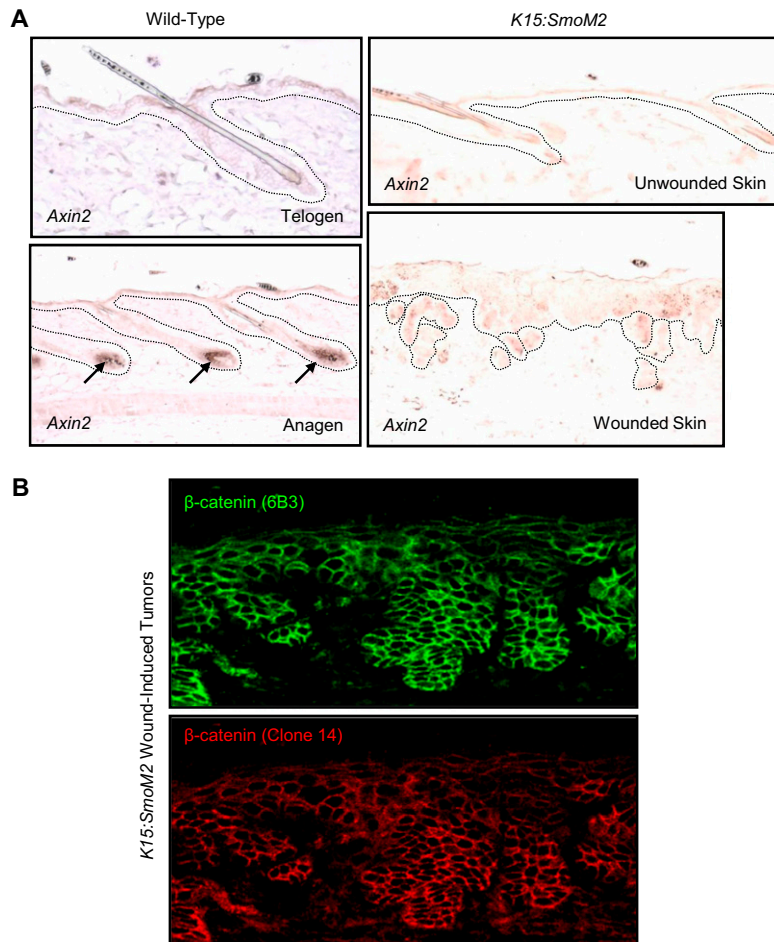 A
Wild-Type
K15:SmoM2
Axin2
Telogen
Axin2
Unwounded Skin
Axin2
Anagen
Axin2
Wounded Skin
B
K15:SmoM2 Wound-Induced Tumors
β-catenin (6B3)
β-catenin (Clone 14)